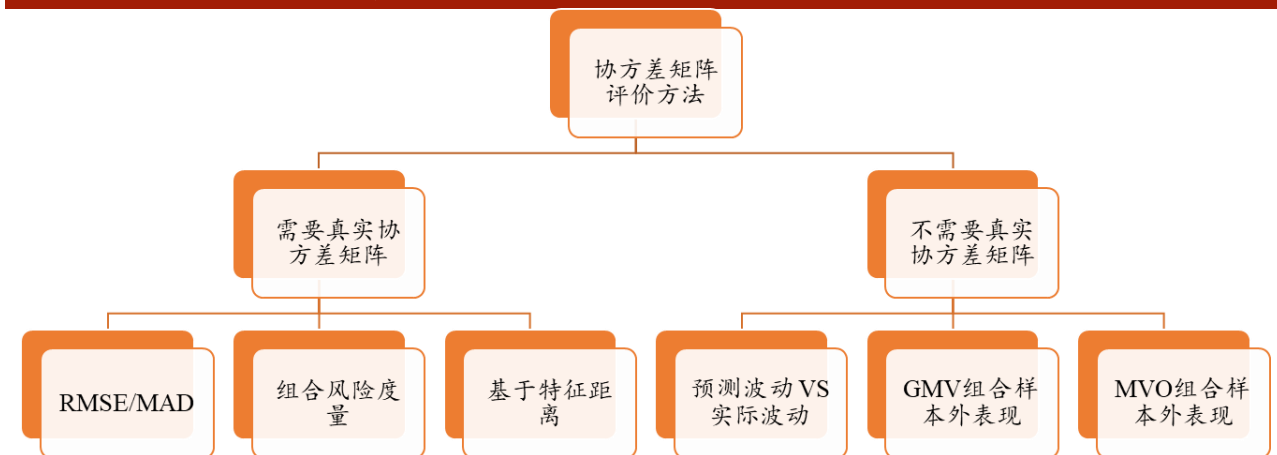 协方差矩阵
评价方法
需要真实协
方差矩阵
不需要真实
协方差矩阵
RMSE/MAD
组合风险度
量
基于特征距
离
预测波动VS
实际波动
GMV组合样
本外表现
MVO组合样
本外表现